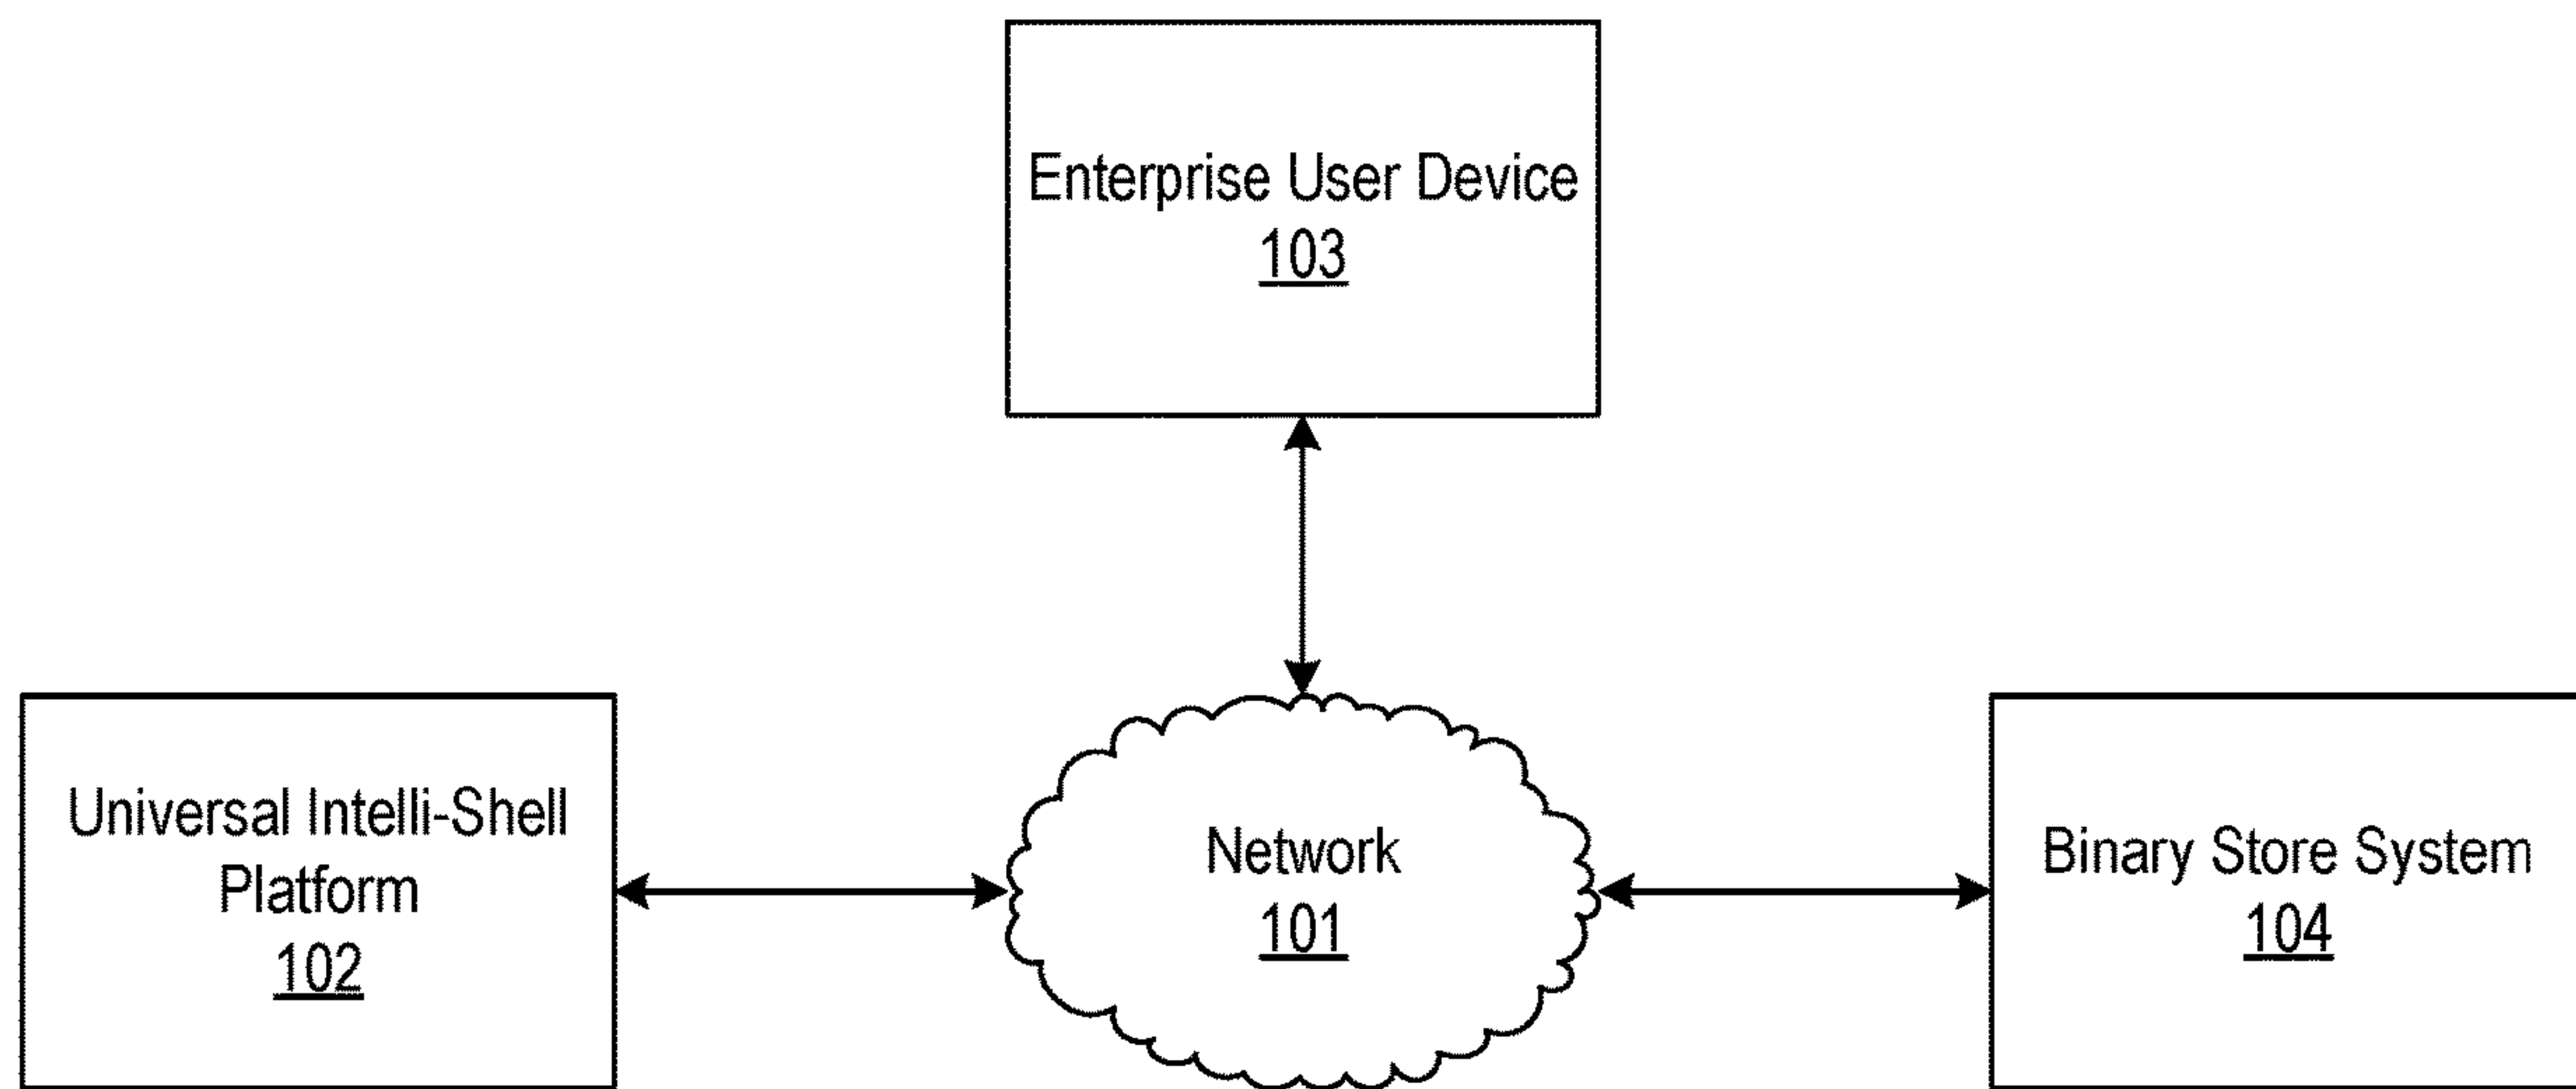 Enterprise User Device
103
Universal Intelli-Shell
Platform
102
Network
101
Binary Store System
104